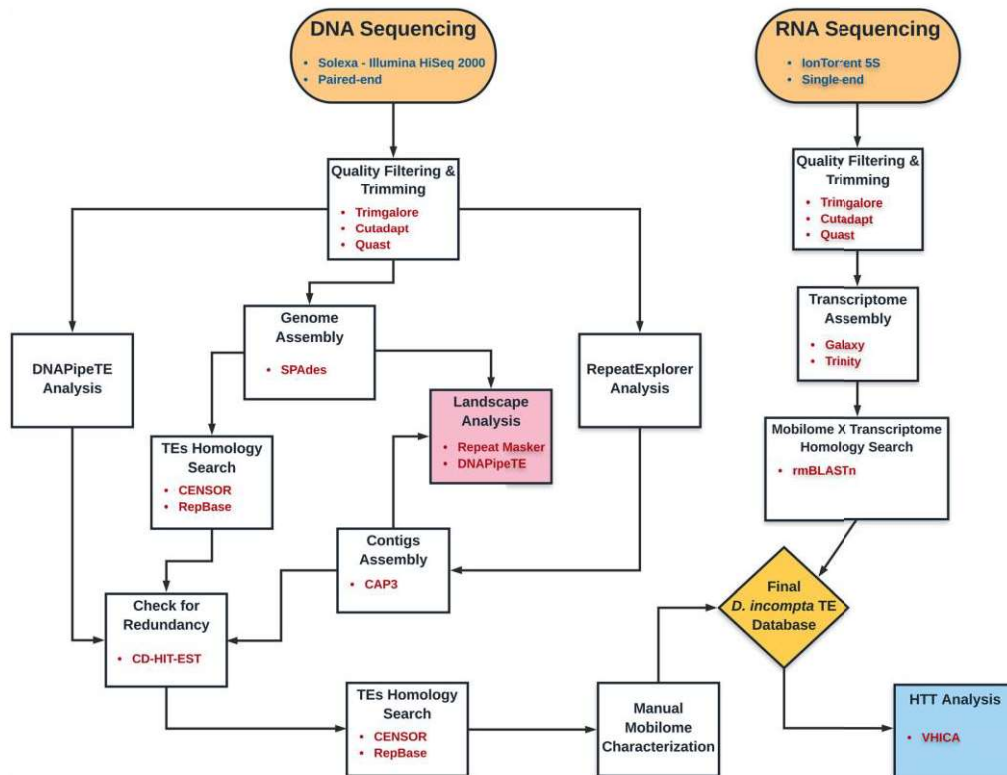 DNA Sequencing
• Solexa - Illumina HiSeq 2000
• Paired-end
RNA Sequencing
• IonTorrent 5S
• Single-end
Quality Filtering &
Trimming
• Trimgalore
• Cutadapt
• Quast
Quality Filtering &
Trimming
• Trimgalore
• Cutadapt
• Quast
Genome
Assembly
• SPAdes
Transcriptome
Assembly
• Galaxy
• Trinity
DNAPipeTE
Analysis
RepeatExplorer
Analysis
Landscape
Analysis
• Repeat Masker
• DNAPipeTE
Mobilome X Transcriptome
Homology Search
• rmBLASTn
TEs Homology
Search
• CENSOR
• RepBase
Contigs Assembly
• CAP3
Final
D. incompta TE
Database
Check for
Redundancy
• CD-HIT-EST
TEs Homology
Search
• CENSOR
• RepBase
Manual
Mobilome
Characterization
HTT Analysis
• VHICA